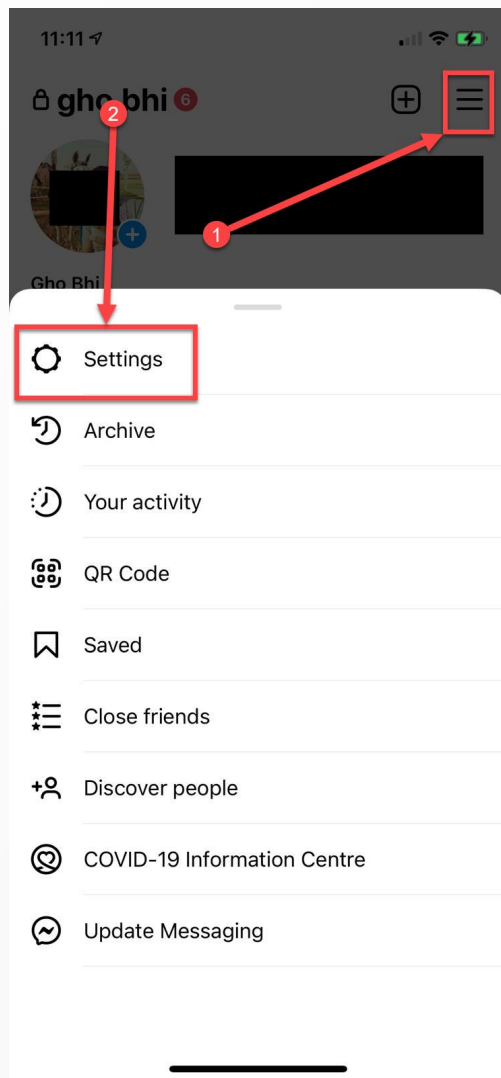 11:11
gho bhi 6
2
1
Gho Bhi
Settings
Archive
Your activity
QR Code
Saved
Close friends
Discover people
COVID-19 Information Centre
Update Messaging